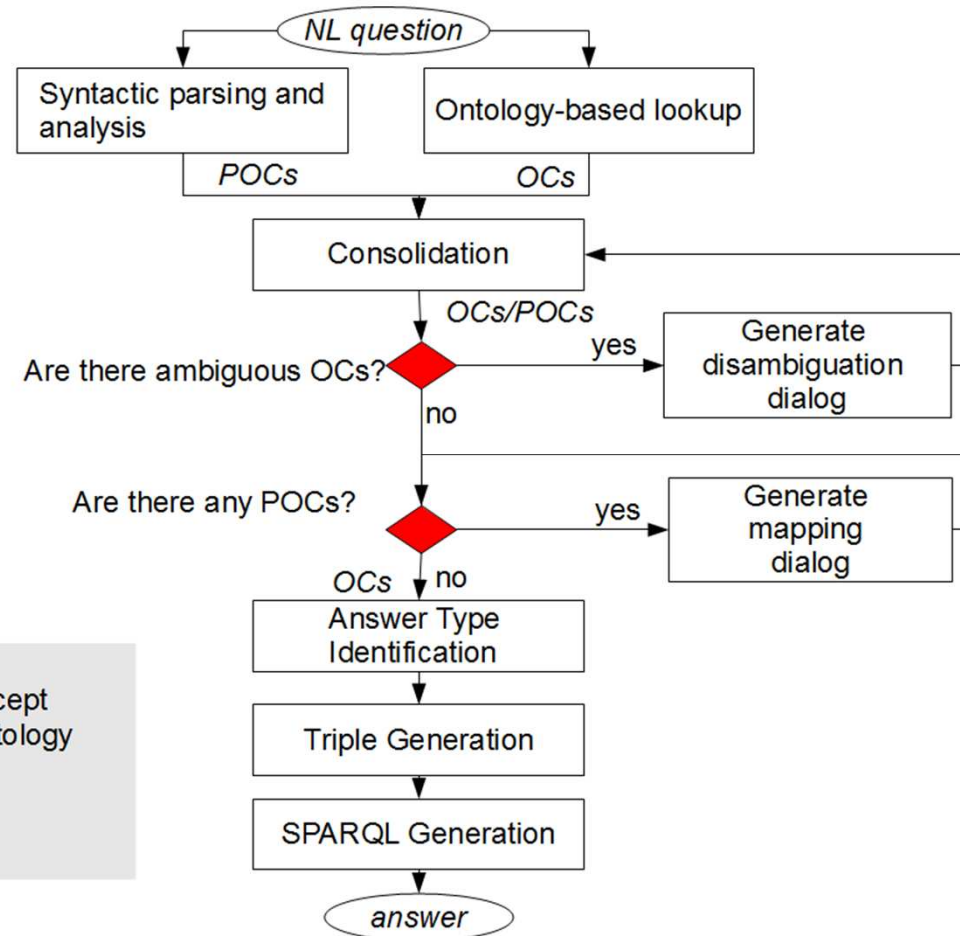 NL question
Syntactic parsing and
analysis
Ontology-based lookup
POCs
OCs
Consolidation
OCs/POCs
Are there ambiguous OCs?
yes
Generate
disambiguation
dialog
no
Are there any POCs?
yes
Generate
mapping
dialog
OCs
no
Answer Type
Identification
cept
tology
Triple Generation
SPARQL Generation
answer